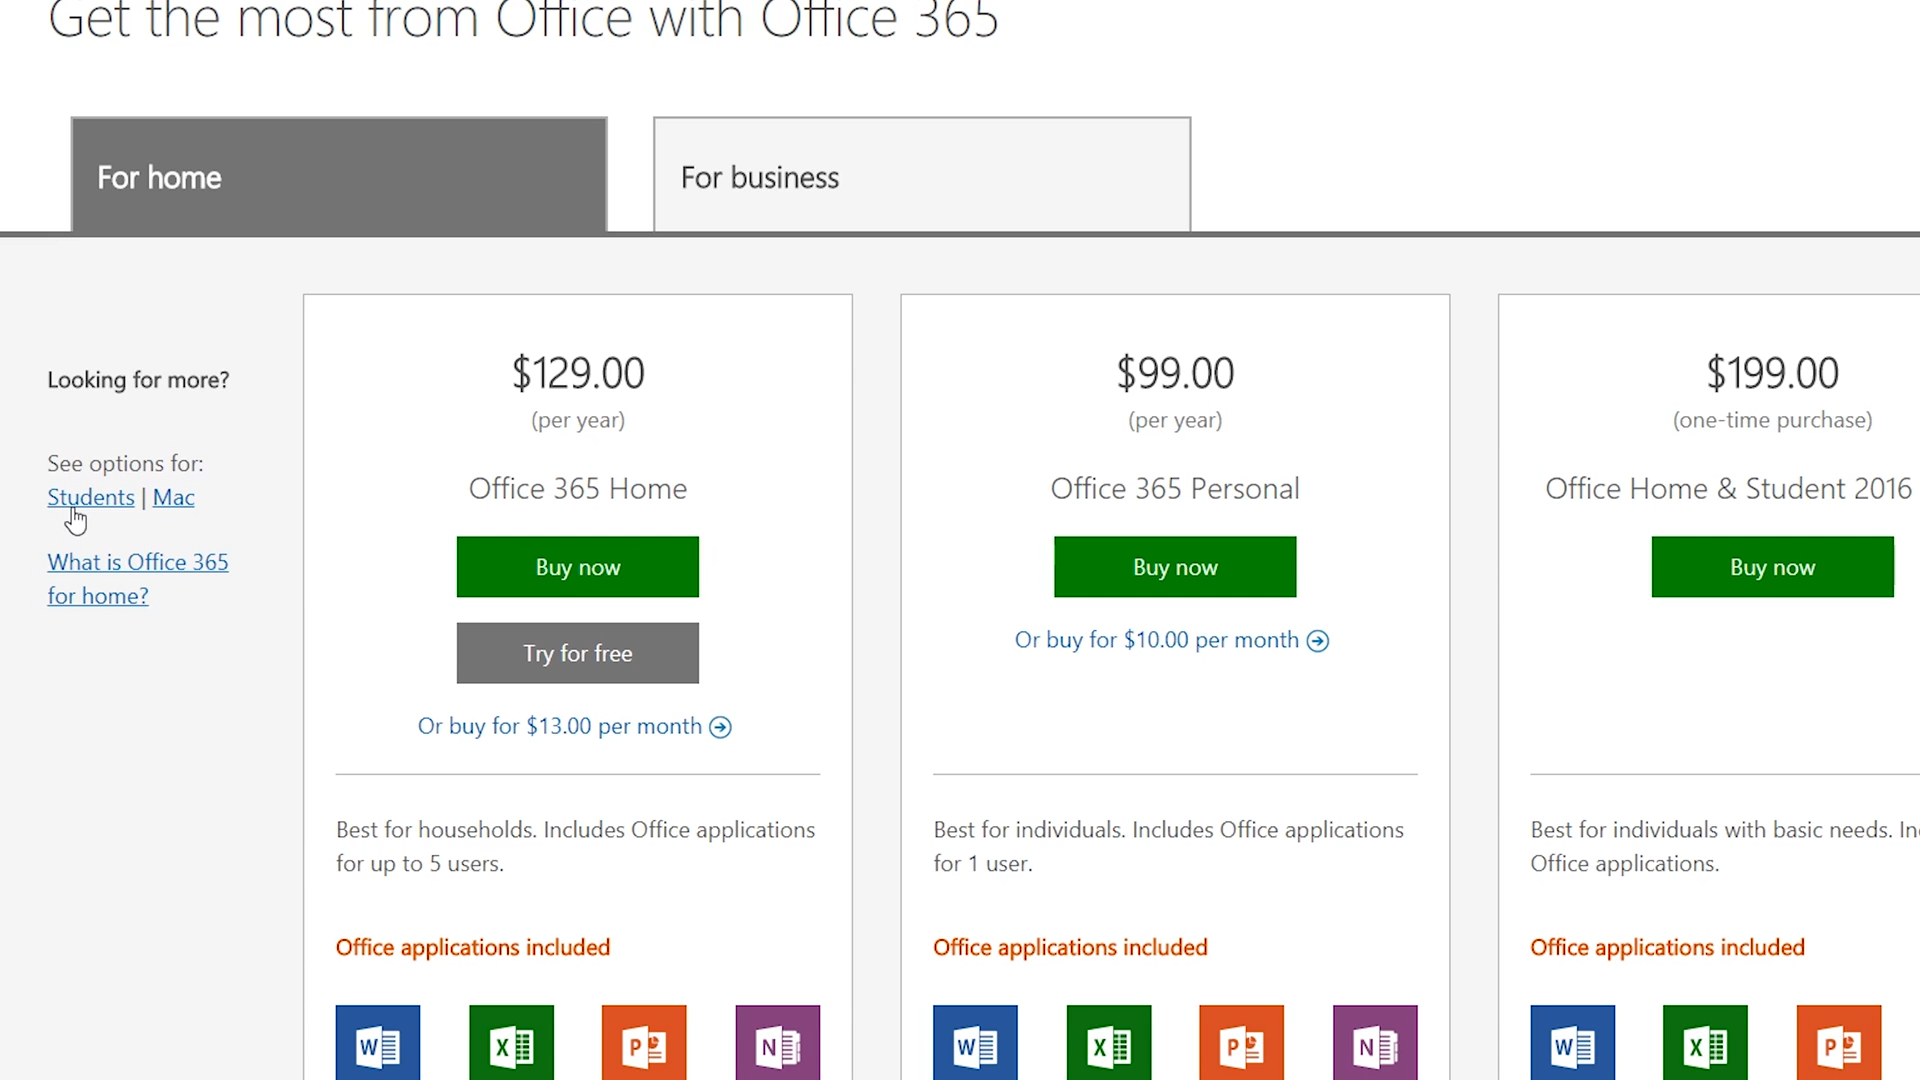 Get the most from Office with Office 365
For home
For business
Looking for more?
See options for:
Students | Mac
What is Office 365
for home?
$129.00
(per year)
Office 365 Home
Buy now
Try for free
Or buy for $13.00 per month
Best for households. Includes Office applications
for up to 5 users.
Office applications included
W
X
P
N
$99.00
(per year)
Office 365 Personal
Buy now
Or buy for $10.00 per month
Best for individuals. Includes Office applications
for 1 user.
Office applications included
W
X
P
N
$199.00
(one-time purchase)
Office Home & Student 2016
Buy now
Best for individuals with basic needs.
Office applications.
Office applications included
W
X
P